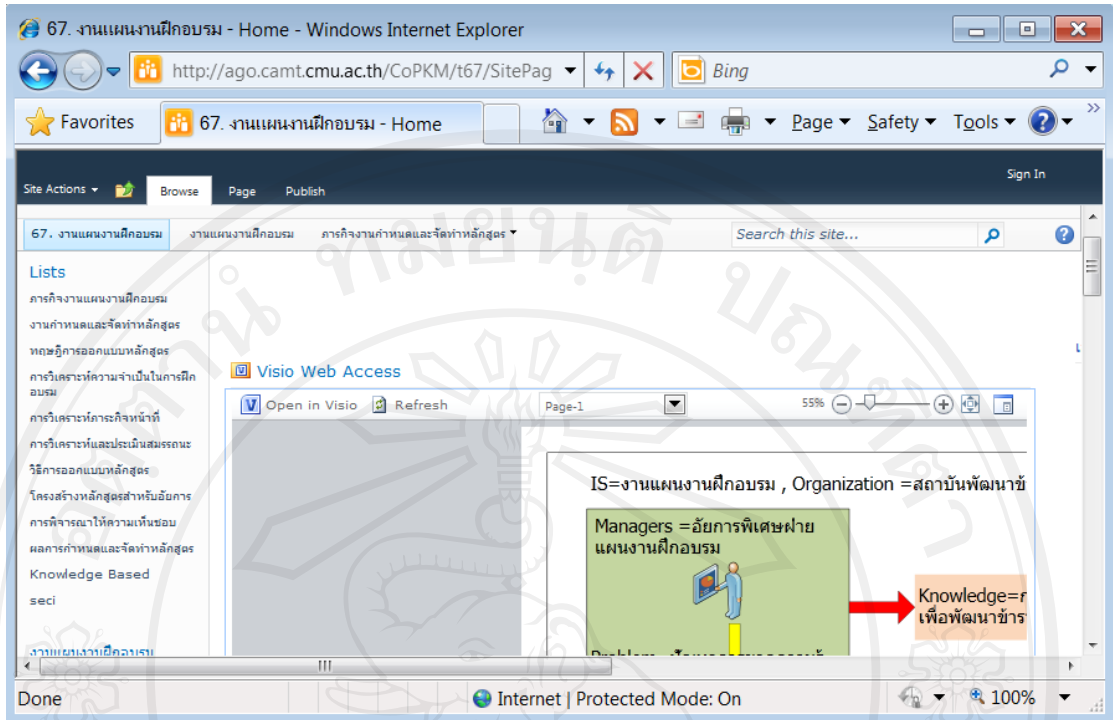 67. งานแผนงานฝึกอบรม - Home - Windows Internet Explorer
http://ago.camt.cmu.ac.th/CoPKM/t67/SitePag
Bing
Favorites
67. งานแผนงานฝึกอบรม - Home
Page
Safety
Tools
Sign In
Site Actions
Browse
Page
Publish
67. งานแผนงานฝึกอบรม
งานแผนงานฝึกอบรม
ภารกิจงานกำหนดและจัดทำหลักสูตร
Search this site...
Lists
ภารกิจงานแผนงานฝึกอบรม
งานกำหนดและจัดทำหลักสูตร
ทฤษฎีการออกแบบหลักสูตร
การวิเคราะห์ความจำเป็นในการฝึก
อบรม
การวิเคราะห์ภาระกิจหน้าที่
การวิเคราะห์และประเมินสมรรถนะ
วิธีการออกแบบหลักสูตร
โครงสร้างหลักสูตรสำหรับอัยการ
การพิจารณาให้ความเห็นชอบ
ผลการกำหนดและจัดทำหลักสูตร
Knowledge Based
seci
งานแผนงานฝึกอบรม
Visio Web Access
Open in Visio
Refresh
Page-1
55%
IS=งานแผนงานฝึกอบรม , Organization =สถาบันพัฒนาข้
Managers =อัยการพิเศษฝ่าย
แผนงานฝึกอบรม
Knowledge=ก
เพื่อพัฒนาข้ารา
Done
Internet | Protected Mode: On
100%